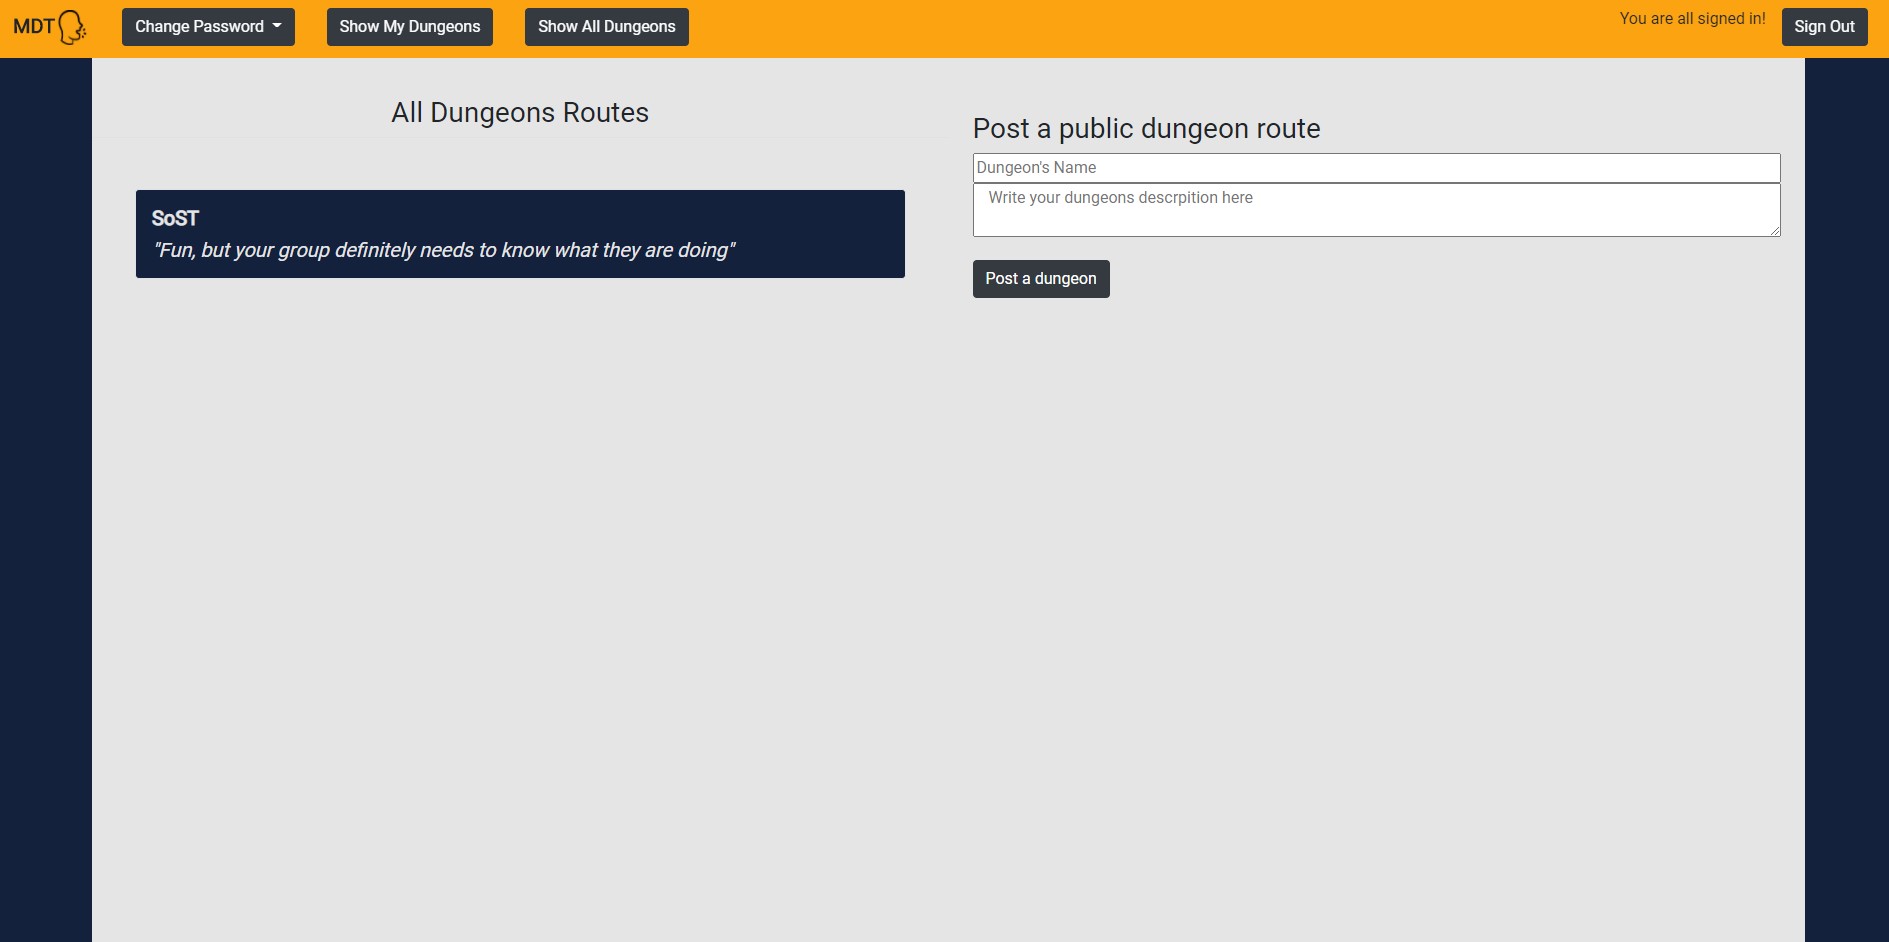 MDT
Change Password
Show My Dungeons
Show All Dungeons
You are all signed in!
Sign Out
All Dungeons Routes
SoST
"Fun, but your group definitely needs to know what they are doing"
Post a public dungeon route
Dungeon's Name
Write your dungeons descrpition here
Post a dungeon